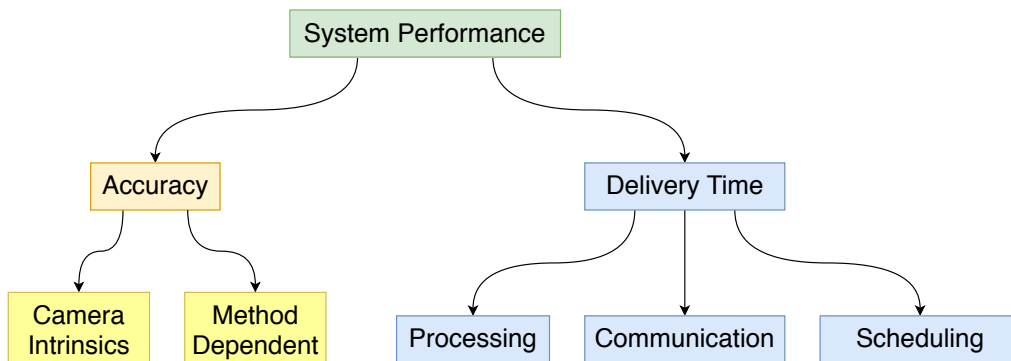 System Performance
Accuracy
Delivery Time
Camera
Intrinsics
Method
Dependent
Processing
Communication
Scheduling